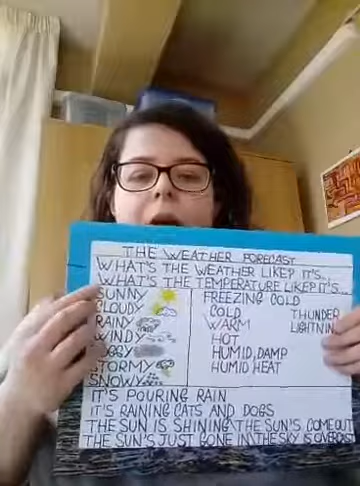 THE WEATHER FORECAST
WHAT'S THE WEATHER LIKE? IT'S...
WHAT'S THE TEMPERATURE LIKE? IT'S...
SUNNY
CLOUDY
RAINY
WINDY
FOGGY
STORMY
SNOWY
FREEZING COLD
COLD
WARM
HOT
HUMID, DAMP
HUMID HEAT
THUNDER
LIGHTNIN
IT'S POURING RAIN
IT'S RAINING CATS AND DOGS
THE SUN IS SHINING THE SUN'S COME OUT
THE SUN'S JUST GONE IN THE SKY IS OVERCAST